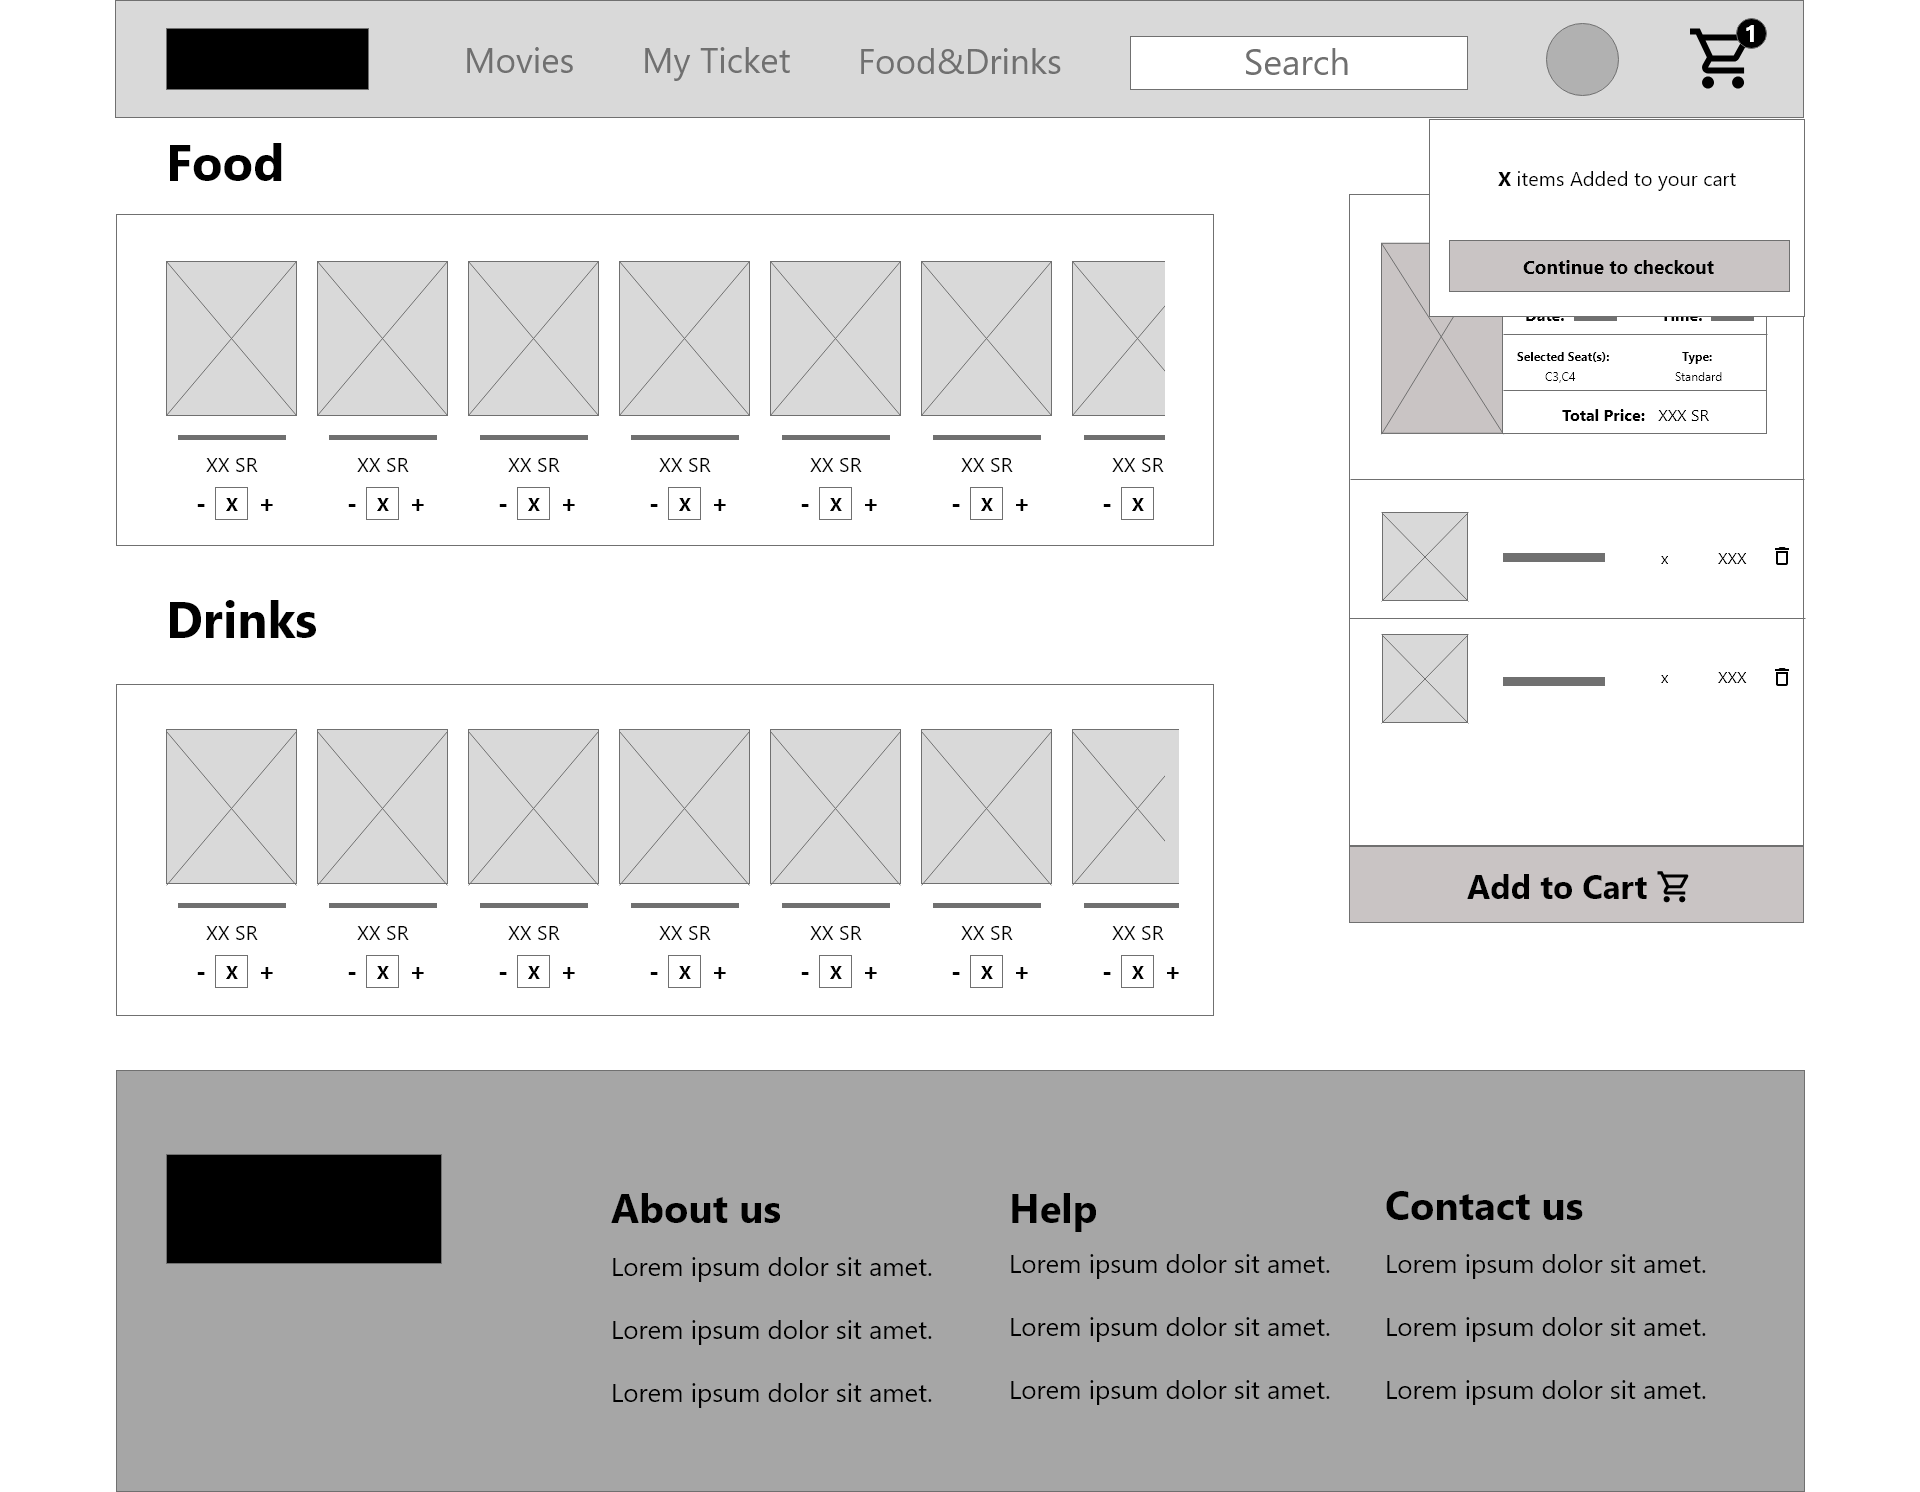 Movies
My Ticket
Food&Drinks
Search
1
Food
X items Added to your cart
Continue to checkout
Date:
Time:
Selected Seat(s):
Type:
C3,C4
Standard
Total Price: XXX SR
XX SR XX SR XX SR XX SR XX SR XX SR XX SR
- X + - X + - X + - X + - X + - X + - X
x XXX
x XXX
Add to Cart
Drinks
XX SR XX SR XX SR XX SR XX SR XX SR XX SR
- X + - X + - X + - X + - X + - X + - X +
About us
Lorem ipsum dolor sit amet.
Lorem ipsum dolor sit amet.
Lorem ipsum dolor sit amet.
Help
Lorem ipsum dolor sit amet.
Lorem ipsum dolor sit amet.
Lorem ipsum dolor sit amet.
Contact us
Lorem ipsum dolor sit amet.
Lorem ipsum dolor sit amet.
Lorem ipsum dolor sit amet.